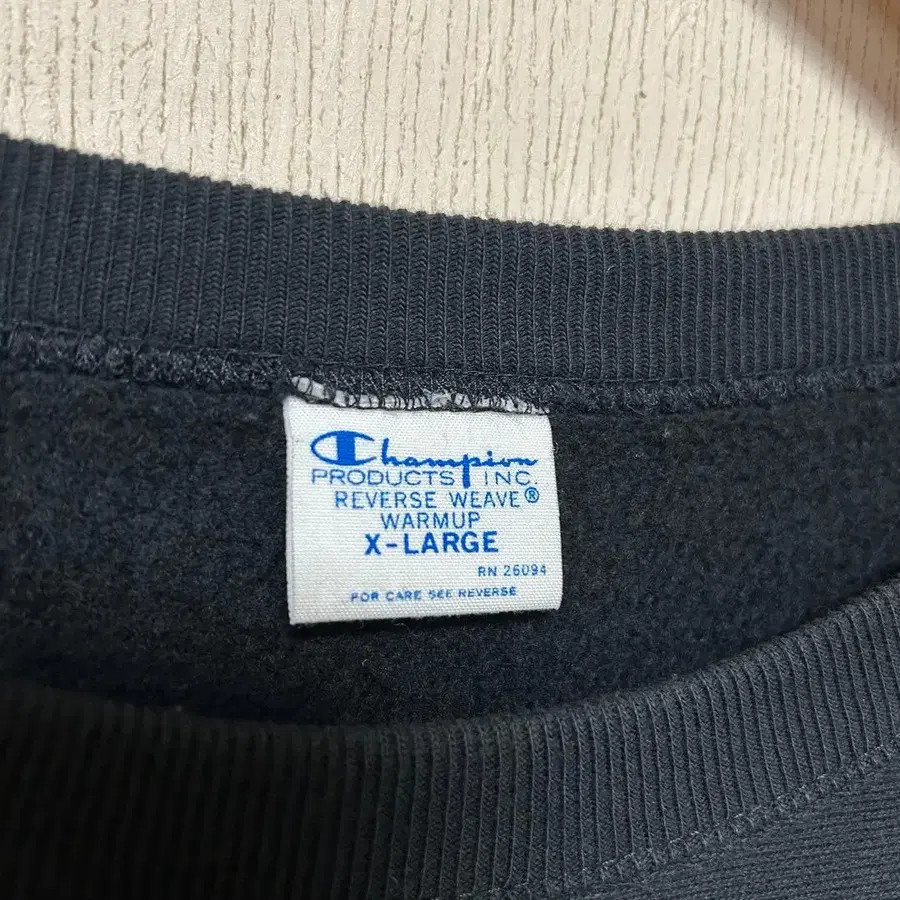 Champion
PRODUCTS INC.
REVERSE WEAVE®
WARMUP
X-LARGE
RN 26094
FOR CARE SEE REVERSE